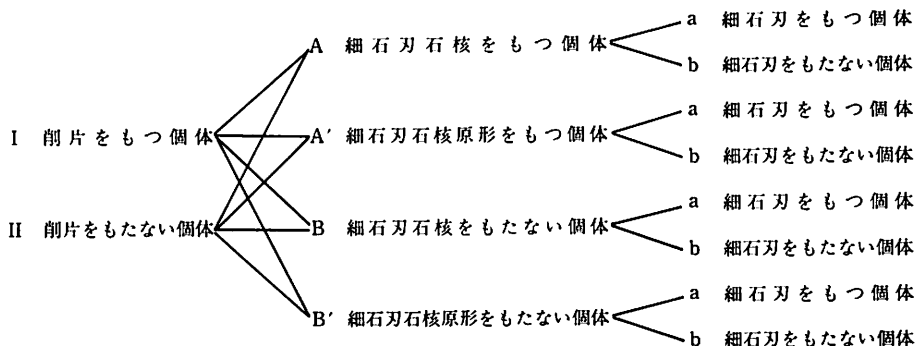 I 削片をもつ個体
II 削片をもたない個体
A 細石刃石核をもつ個体
A′ 細石刃石核原形をもつ個体
B 細石刃石核をもたない個体
B′ 細石刃石核原形をもたない個体
a 細石刃をもつ個体
b 細石刃をもたない個体
a 細石刃をもつ個体
b 細石刃をもたない個体
a 細石刃をもつ個体
b 細石刃をもたない個体
a 細石刃をもつ個体
b 細石刃をもたない個体